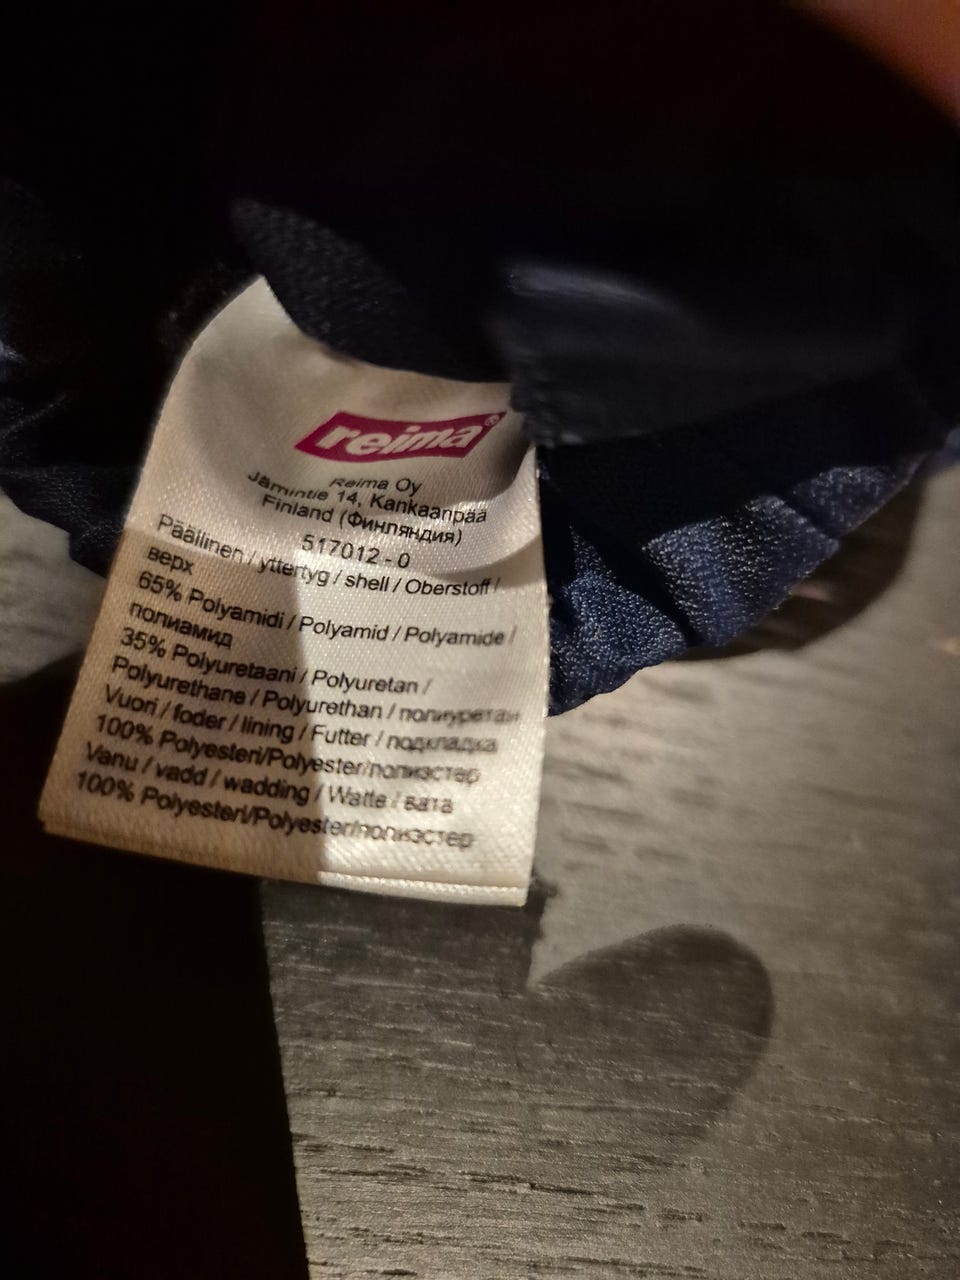 reima®
Reima Oy
Jämintie 14, Kankaanpää
Finland (Финляндия)
517012 - 0
Päällinen / yttertyg / shell / Oberstoff /
верх
65% Polyamidi / Polyamid / Polyamide /
полиамид
35% Polyuretaani / Polyuretan /
Polyurethane / Polyurethan / полиуретан
Vuori / foder / lining / Futter / подкладка
100% Polyesteri/Polyester/полиэстер
Vanu / vadd / wadding / Watte / вата
100% Polyesteri/Polyester/полиэстер